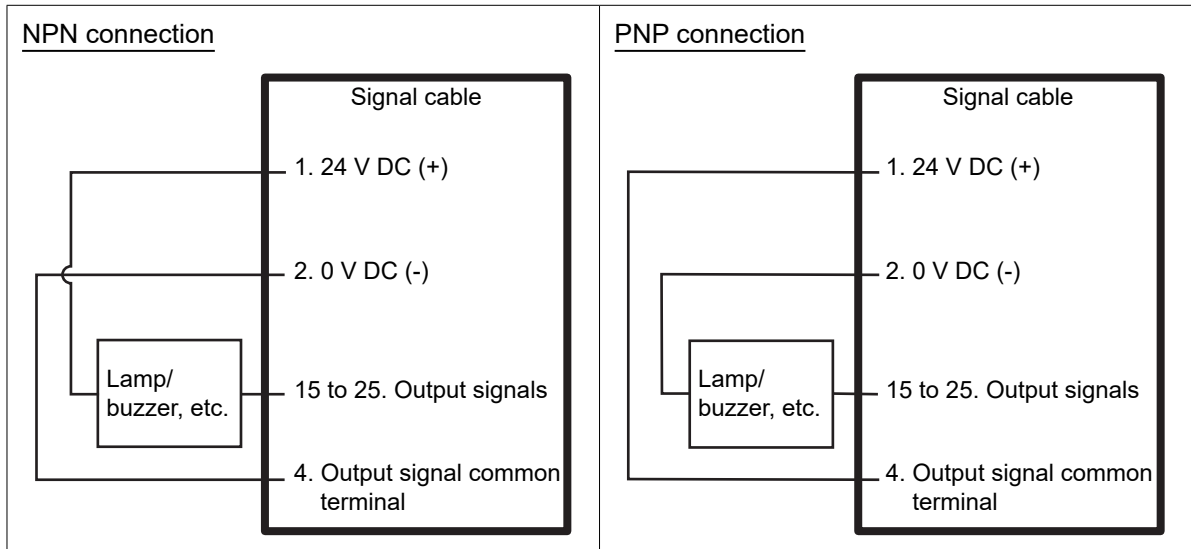 NPN connection
Signal cable
1. 24 V DC (+)
2. 0 V DC (-)
Lamp/
buzzer, etc.
15 to 25. Output signals
4. Output signal common
terminal
PNP connection
Signal cable
1. 24 V DC (+)
2. 0 V DC (-)
Lamp/
buzzer, etc.
15 to 25. Output signals
4. Output signal common
terminal